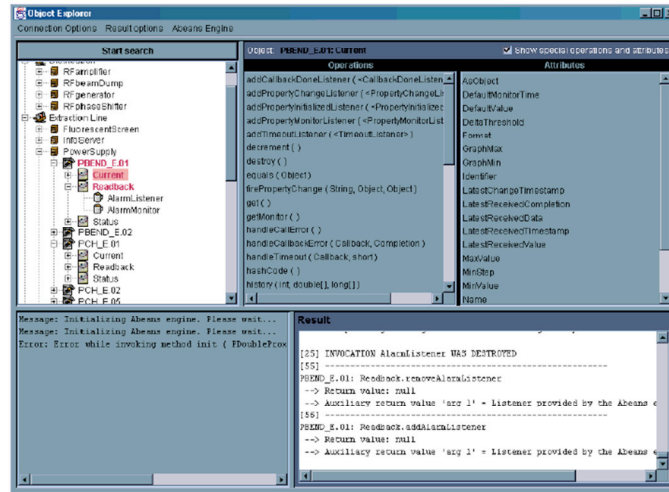 Object Explorer
Connection Options Result options Abeans Engine
Start search
RFamplifier
RFbeamDump
RFgenerator
RFphaseShifter
Extraction Line
FluorescentScreen
InfoServer
PowerSupply
PBEND_E.01
Current
Readback
AlarmListener
AlarmMonitor
Status
PBEND_E.02
PCH_E.01
Current
Readback
Status
PCH_E.02
PCH_E.05
Object: PBEND_E.01: Current
Show special operations and attributes
Operations
addCallbackDoneListener ( <CallbackDoneListen
addPropertyChangeListener ( <PropertyChangeLi
addPropertyInitializedListener ( <PropertyInitializec
addPropertyMonitorListener ( <PropertyMonitorList
addTimeoutListener ( <TimeoutListener> )
decrement ( )
destroy ( )
equals ( Object )
firePropertyChange ( String, Object, Object )
get ( )
getMonitor ( )
handleCallError ( )
handleCallbackError ( Callback, Completion )
handleTimeout ( Callback, short )
hashCode ( )
history ( int, double[], long[] )
Attributes
AsObject
DefaultMonitorTime
DefaultValue
DeltaThreshold
Format
GraphMax
GraphMin
Identifier
LatestChangeTimestamp
LatestReceivedCompletion
LatestReceivedData
LatestReceivedTimestamp
LatestReceivedValue
MaxValue
MinStep
MinValue
Name
Message: Initializing Abeans engine. Please wait...
Message: Initializing Abeans engine. Please wait...
Error: Error while invoking method init ( PDoubleProx
Result
[25] INVOCATION AlarmListener WAS DESTROYED
[55] ------------------------------------------------
PBEND_E.01: Readback.removeAlarmListener
--> Return value: null
--> Auxiliary return value 'arg 1' = Listener provided by the Abeans e
[56] ------------------------------------------------
PBEND_E.01: Readback.addAlarmListener
--> Return value: null
--> Auxiliary return value 'arg 1' = Listener provided by the Abeans e